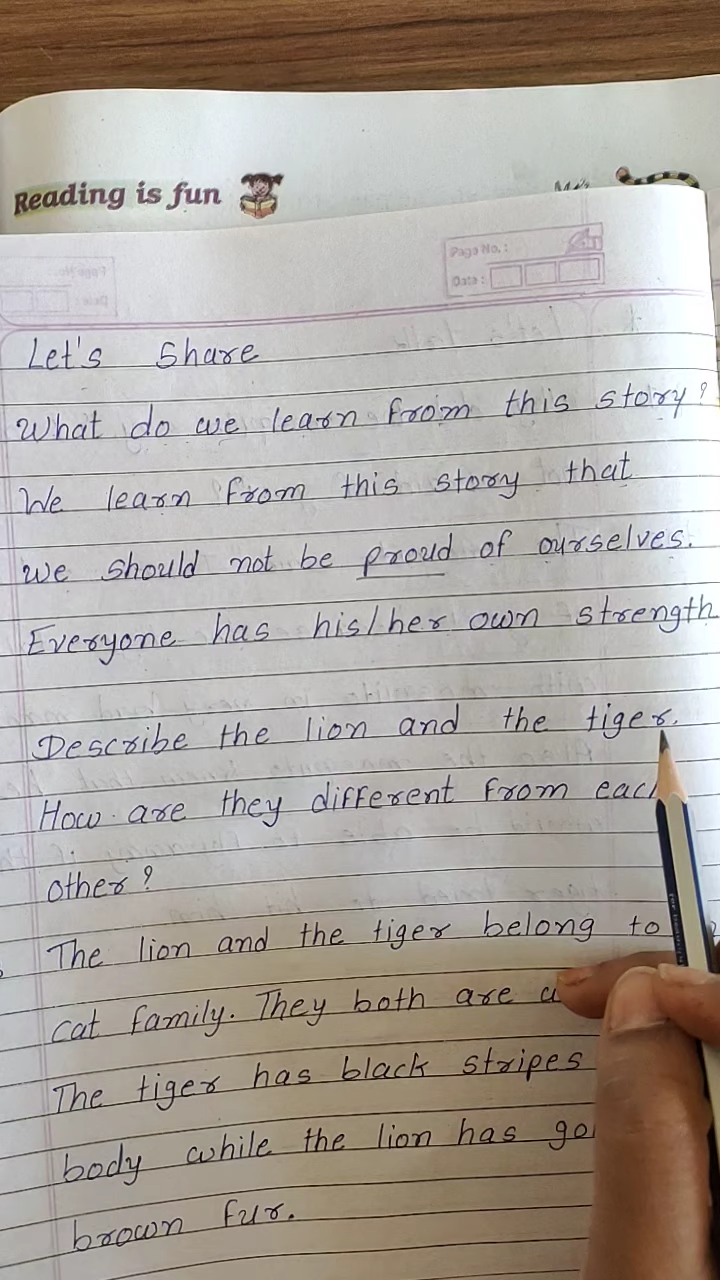 Reading is fun
Page No. :
Date :
Let's Share
What do we learn from this story?
We learn from this story that
we should not be proud of ourselves.
Everyone has his/her own strength
Describe the lion and the tiger.
How are they different from each
other?
The lion and the tiger belong to
cat family. They both are
The tiger has black stripes
body while the lion has
brown fur.